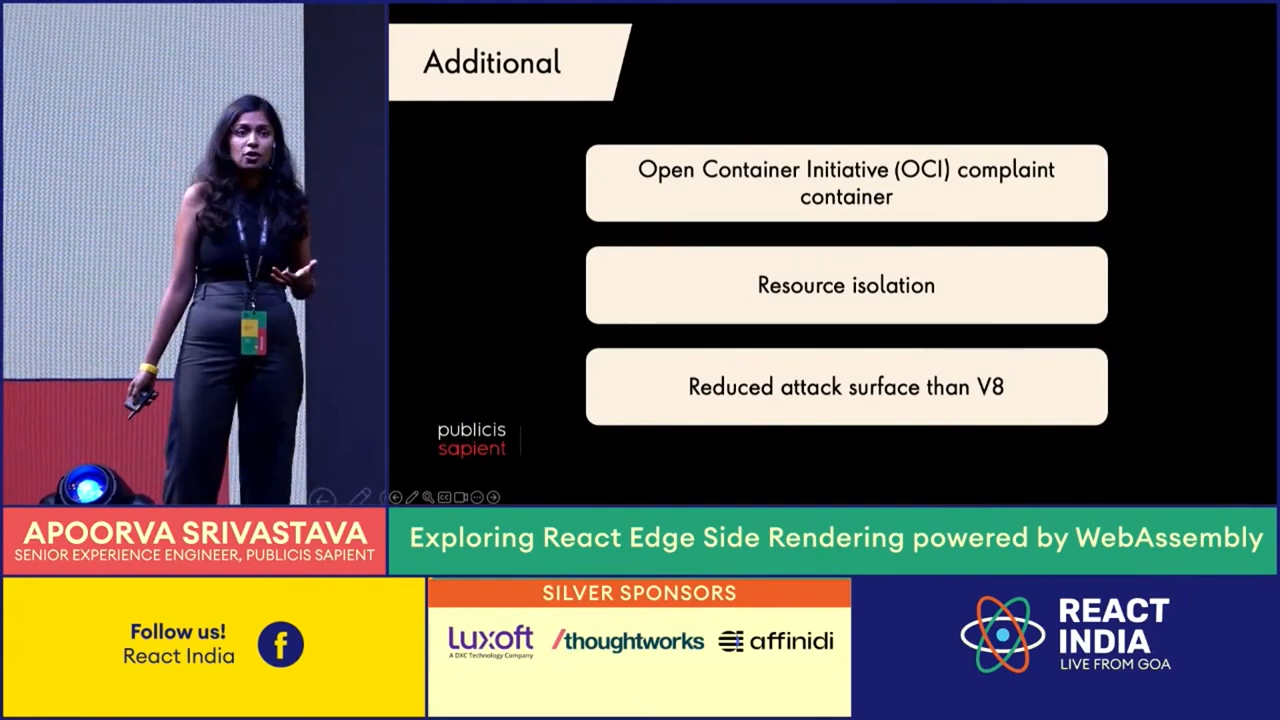 Additional
Open Container Initiative (OCI) complaint
container
Resource isolation
Reduced attack surface than V8
publicis
sapient
APOORVA SRIVASTAVA
SENIOR EXPERIENCE ENGINEER, PUBLICIS SAPIENT
Exploring React Edge Side Rendering powered by WebAssembly
Follow us!
React India
f
SILVER SPONSORS
Luxoft
A DXC Technology Company
/thoughtworks
affinidi
REACT
INDIA
LIVE FROM GOA